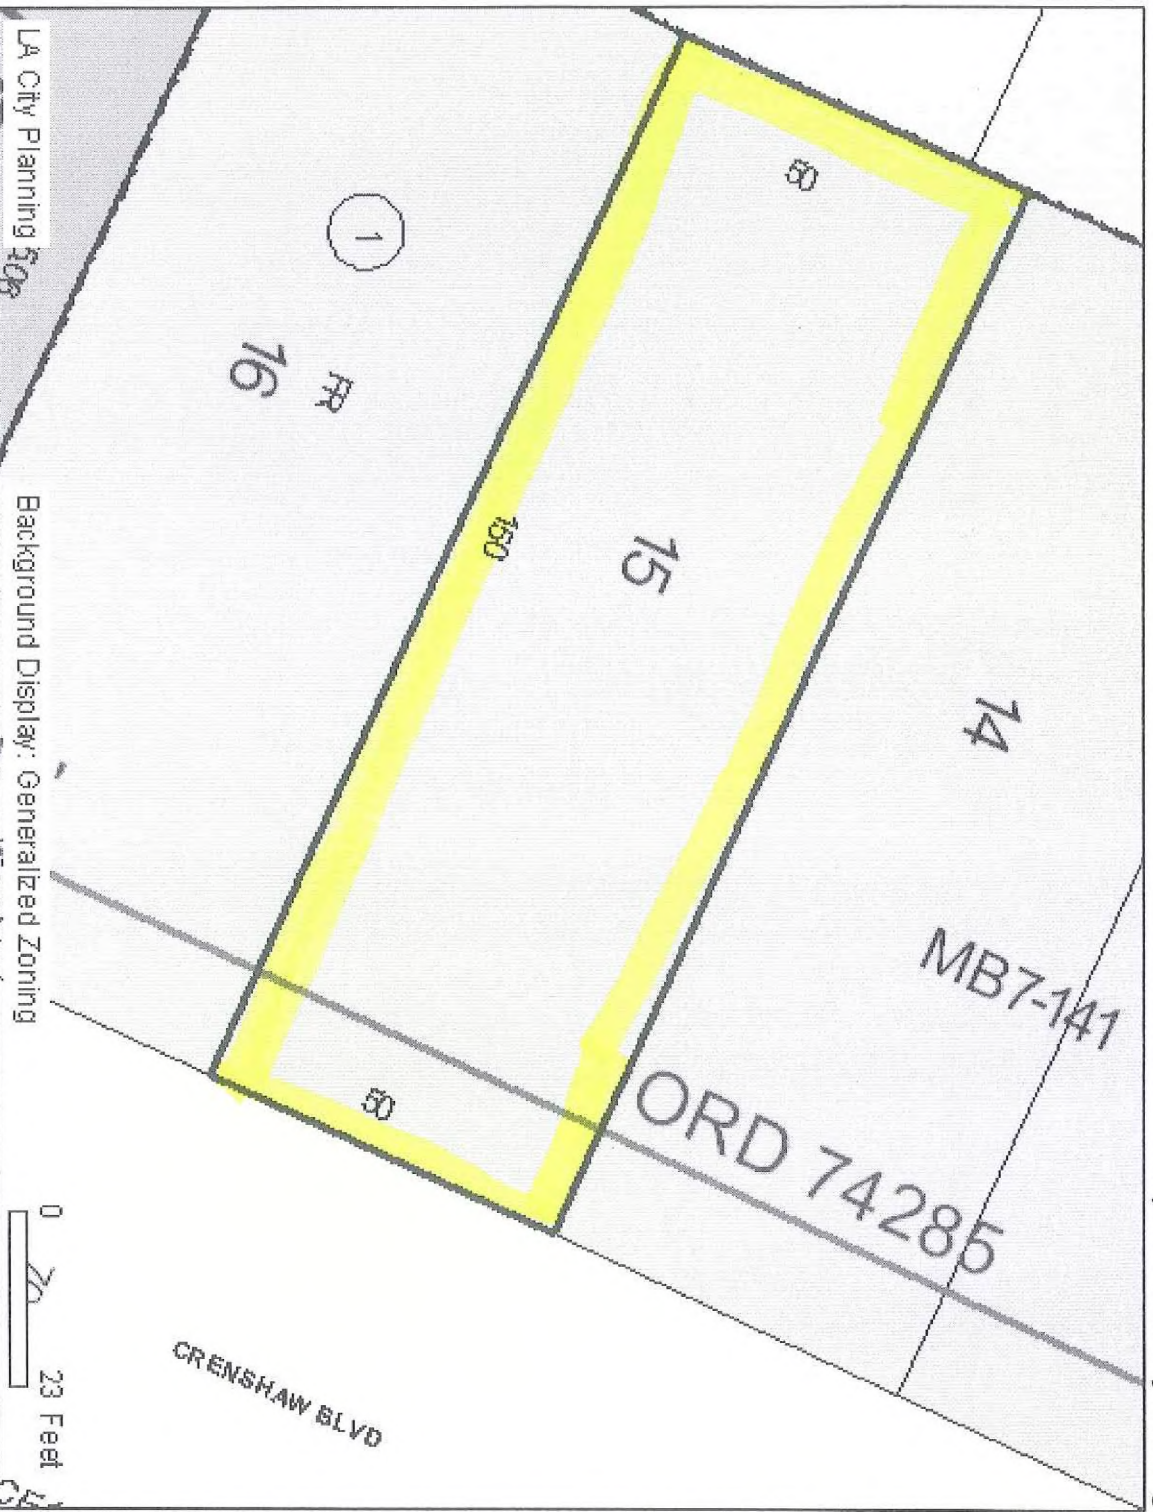 50
1
FR
16
150
15
14
MB7-141
ORD 74285
50
CRENSHAW BLVD
LA City Planning
Background Display: Generalized Zoning
0
23 Feet